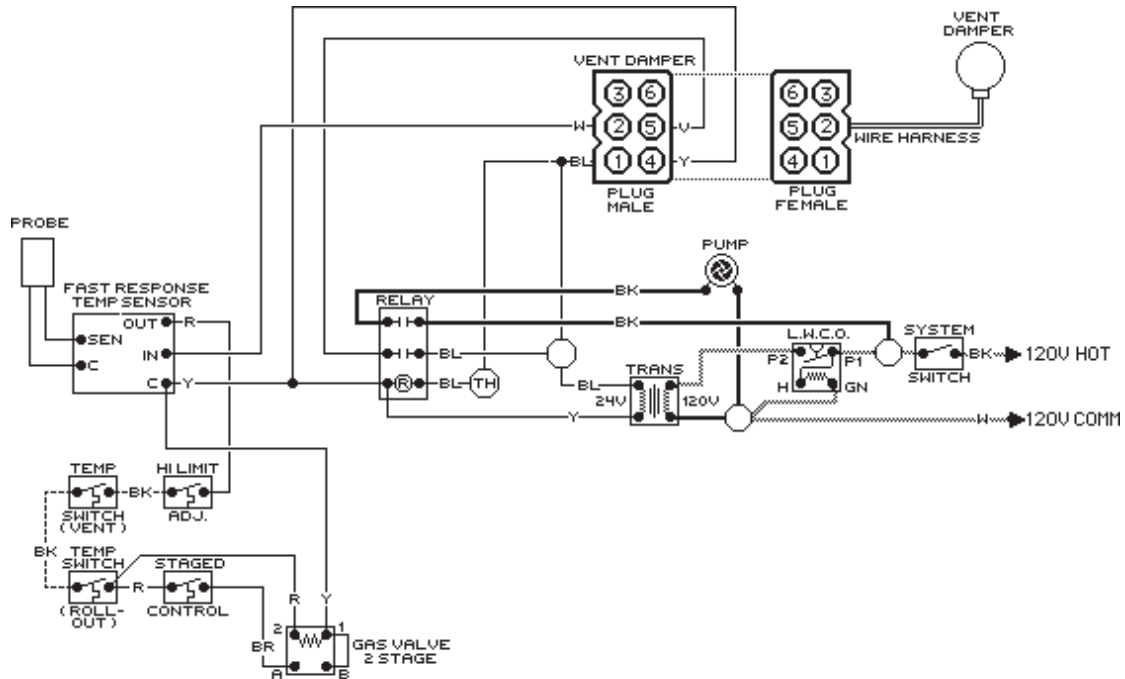 VENT
DAMPER
VENT DAMPER
3 6
W 2 5 V
BL 1 4 Y
PLUG
MALE
6 3
5 2
4 1
WIRE HARNESS
PLUG
FEMALE
PROBE
FAST RESPONSE
TEMP SENSOR
OUT R
SEN
IN
C
C Y
PUMP
BK
RELAY
BK
BL
R BL TH
L.W.C.O.
P2 P1
H GN
SYSTEM
SWITCH
BK 120V HOT
TRANS
BL 24V 120V
Y
W 120V COMM
TEMP
SWITCH
(VENT)
BK
HI LIMIT
ADJ.
BK
TEMP
SWITCH
(ROLL-
OUT)
R
STAGED
CONTROL
R Y
BR
2 1
A B
GAS VALVE
2 STAGE